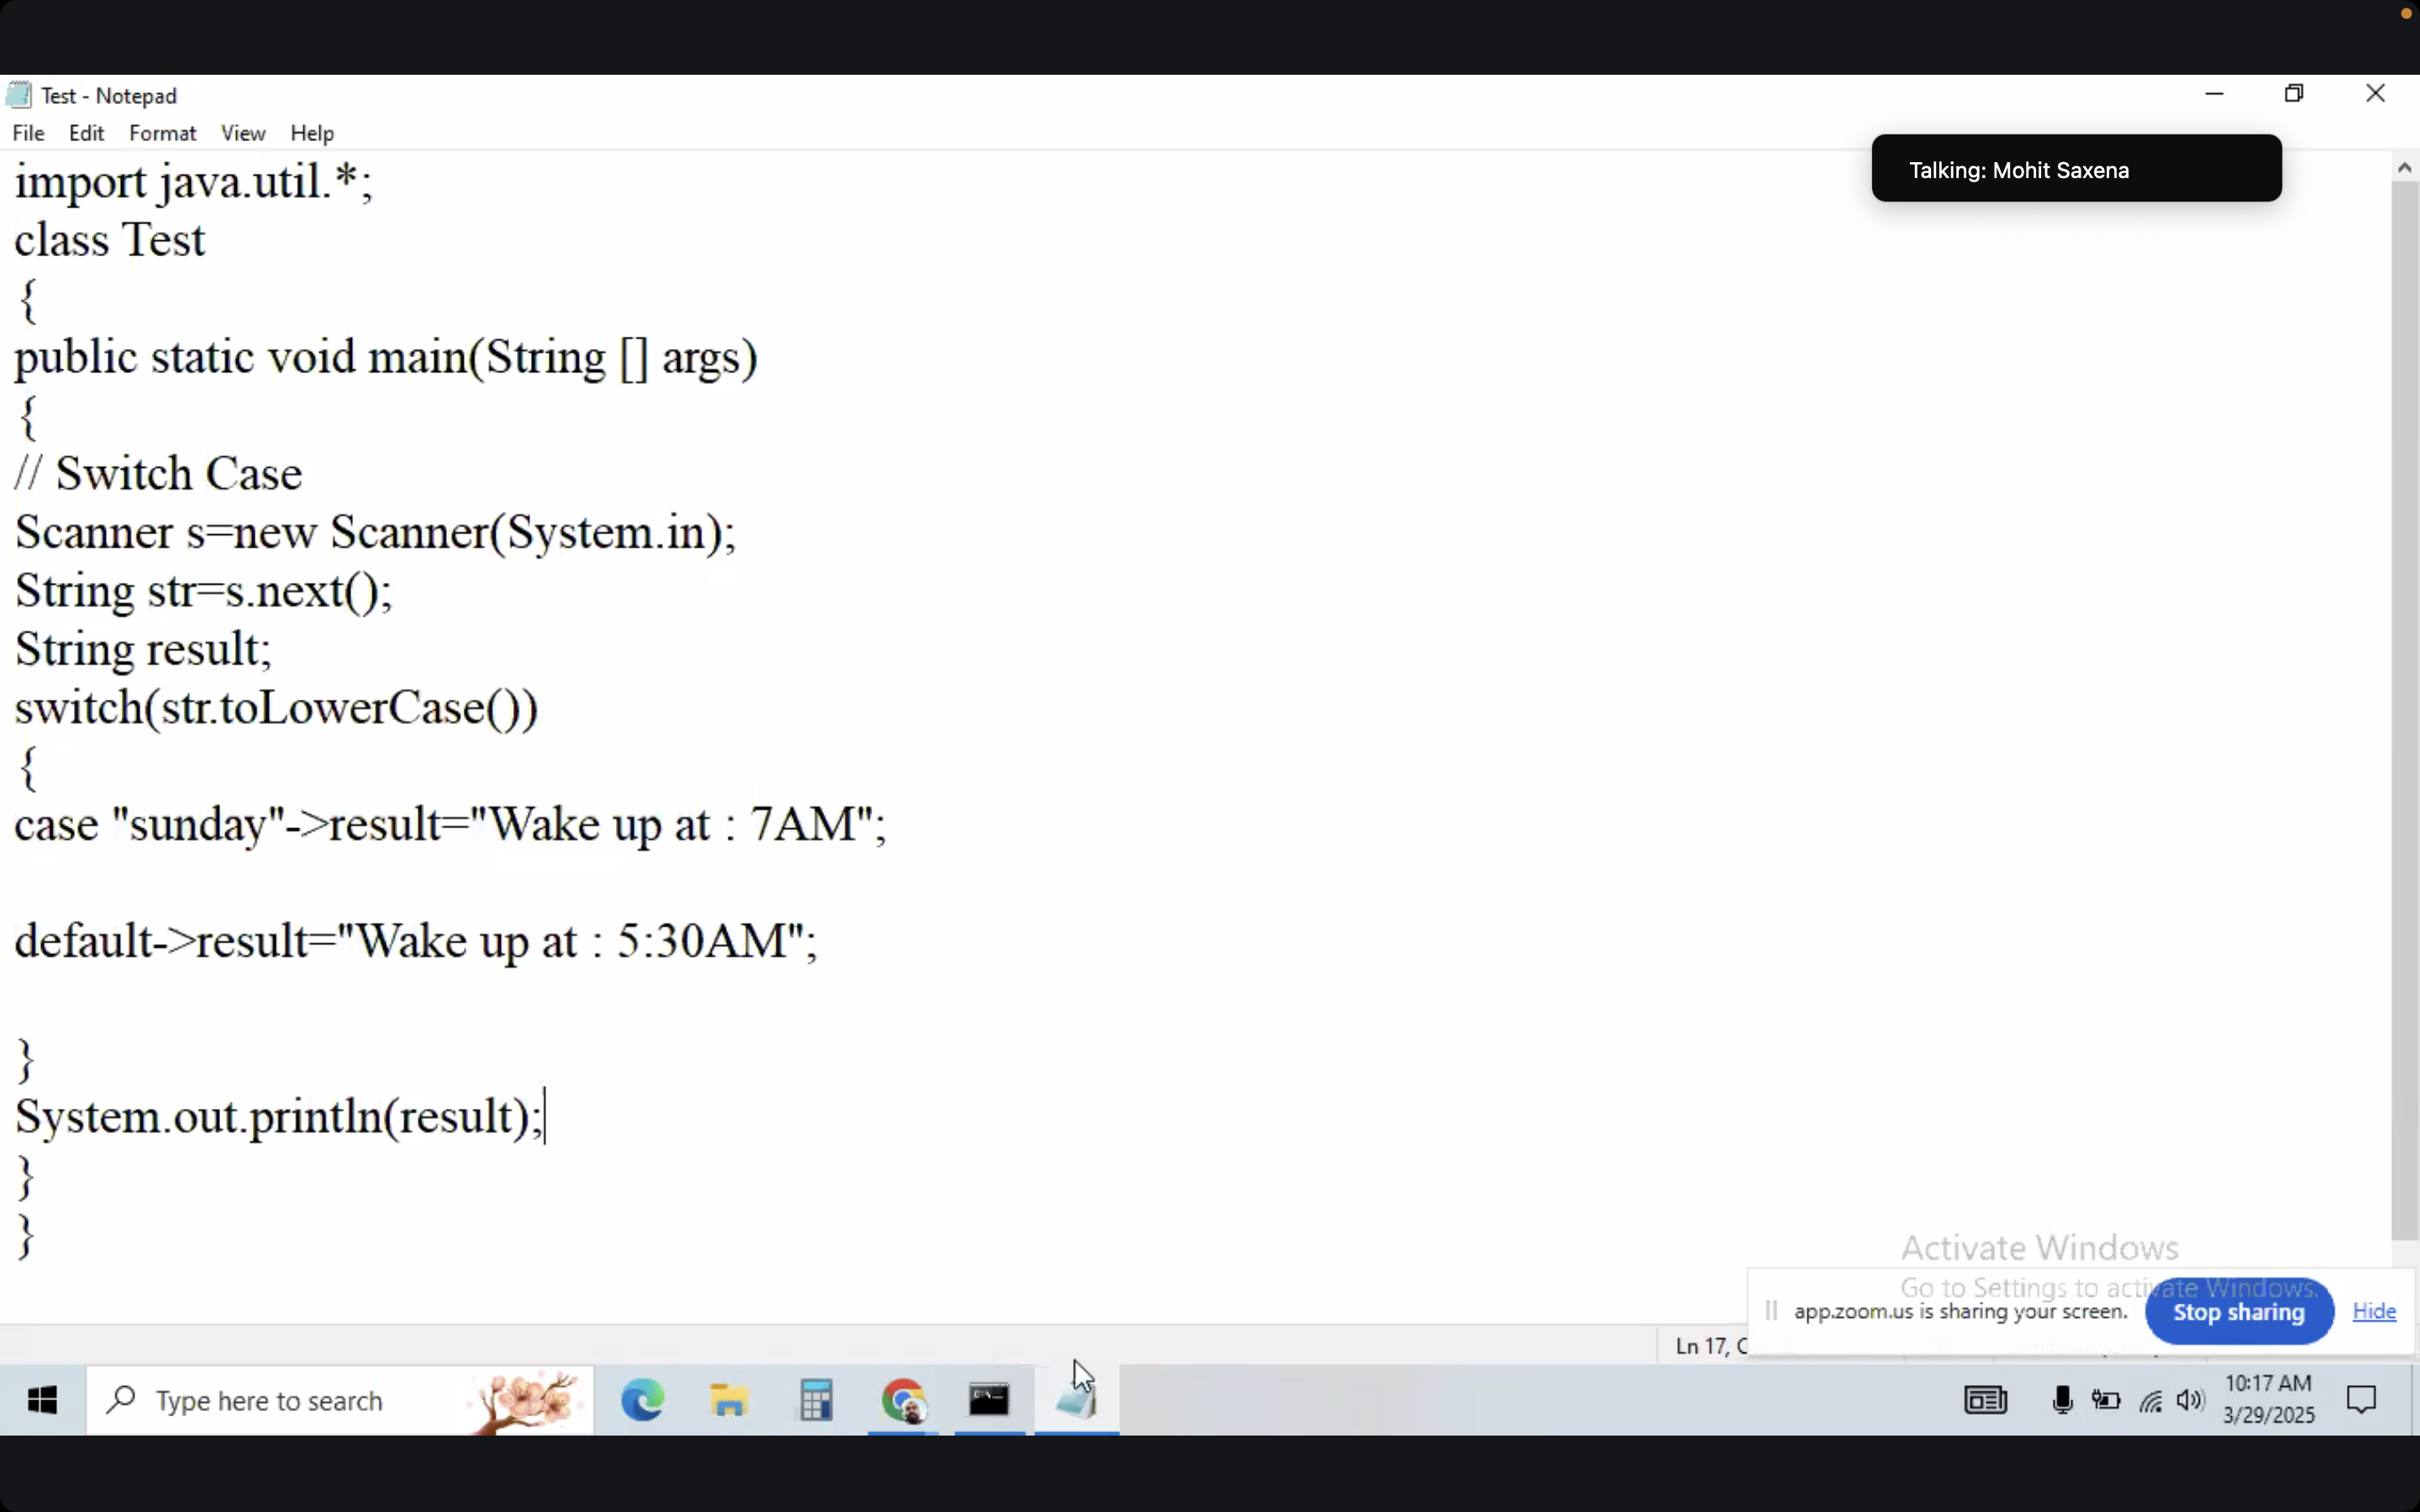 Test - Notepad
File Edit Format View Help
Talking: Mohit Saxena
import java.util.*;
class Test
{
public static void main(String [] args)
{
// Switch Case
Scanner s=new Scanner(System.in);
String str=s.next();
String result;
switch(str.toLowerCase())
{
case "sunday"->result="Wake up at : 7AM";
default->result="Wake up at : 5:30AM";
}
System.out.println(result);
}
}
Activate Windows
Go to Settings to activate Windows.
app.zoom.us is sharing your screen. Stop sharing Hide
Ln 17,
Type here to search
10:17 AM
3/29/2025